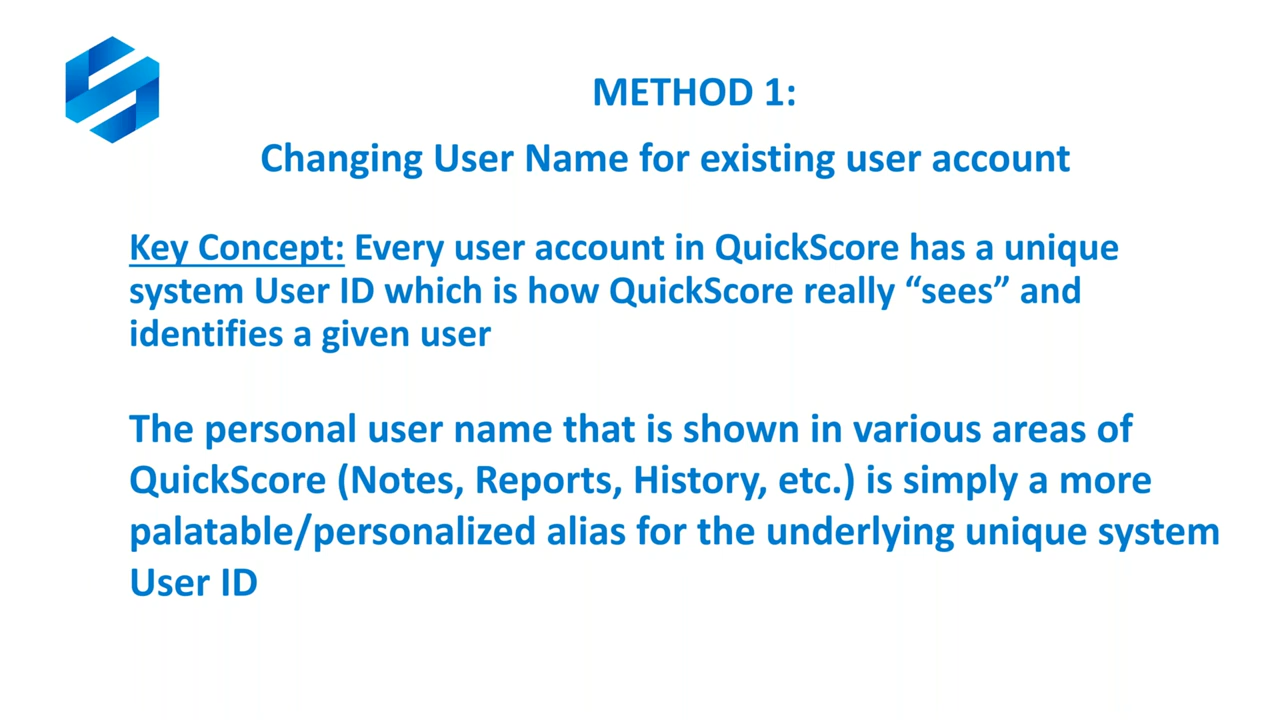 METHOD 1:
Changing User Name for existing user account
Key Concept: Every user account in QuickScore has a unique
system User ID which is how QuickScore really “sees” and
identifies a given user
The personal user name that is shown in various areas of
QuickScore (Notes, Reports, History, etc.) is simply a more
palatable/personalized alias for the underlying unique system
User ID